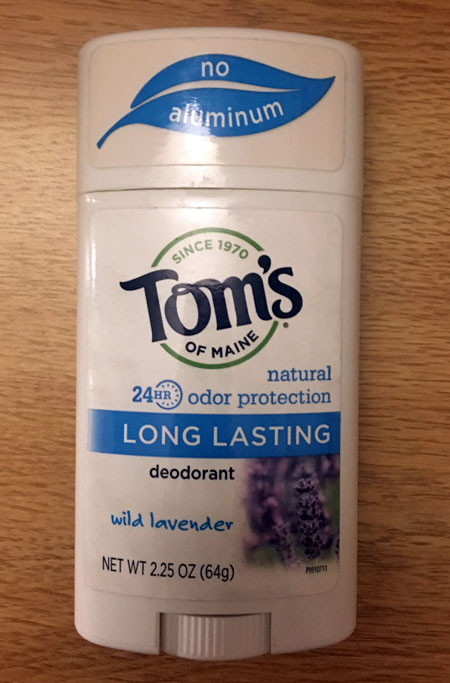 no
aluminum
SINCE 1970
Tom's
OF MAINE®
natural
24HR odor protection
LONG LASTING
deodorant
wild lavender
NET WT 2.25 OZ (64g)